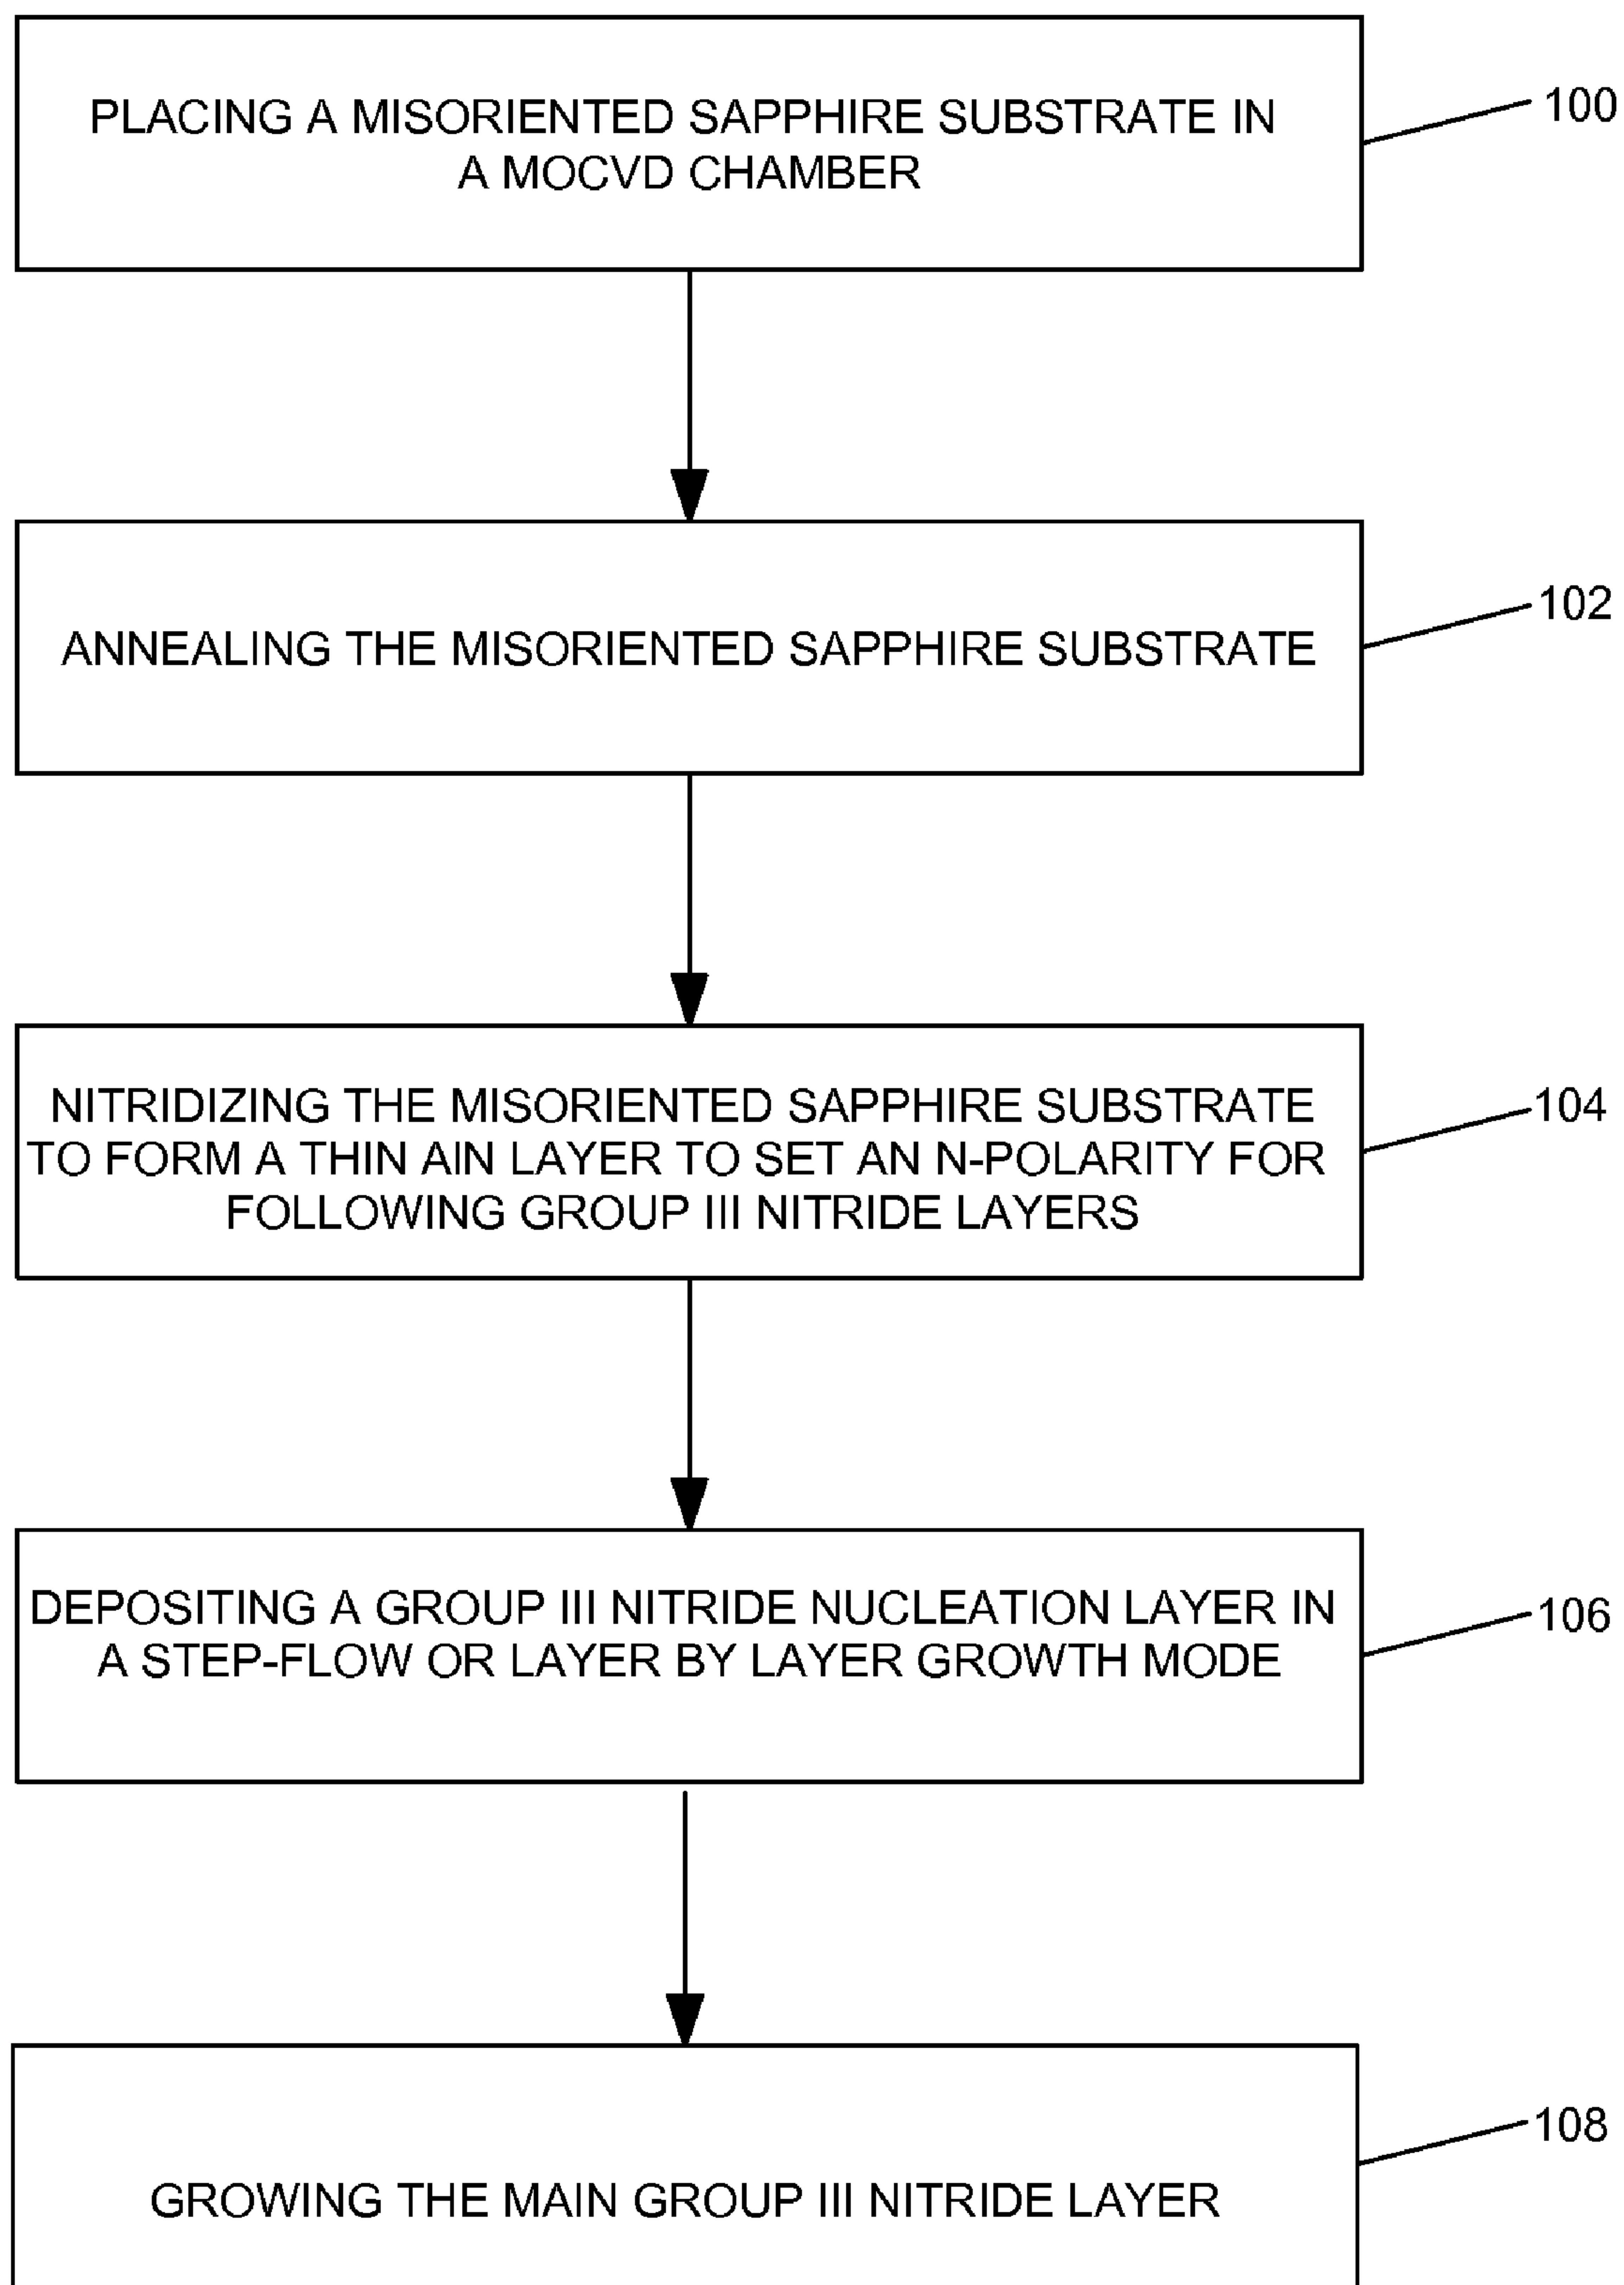 PLACING A MISORIENTED SAPPHIRE SUBSTRATE IN
A MOCVD CHAMBER
100
ANNEALING THE MISORIENTED SAPPHIRE SUBSTRATE
102
NITRIDIZING THE MISORIENTED SAPPHIRE SUBSTRATE
TO FORM A THIN AlN LAYER TO SET AN N-POLARITY FOR
FOLLOWING GROUP III NITRIDE LAYERS
104
DEPOSITING A GROUP III NITRIDE NUCLEATION LAYER IN
A STEP-FLOW OR LAYER BY LAYER GROWTH MODE
106
GROWING THE MAIN GROUP III NITRIDE LAYER
108